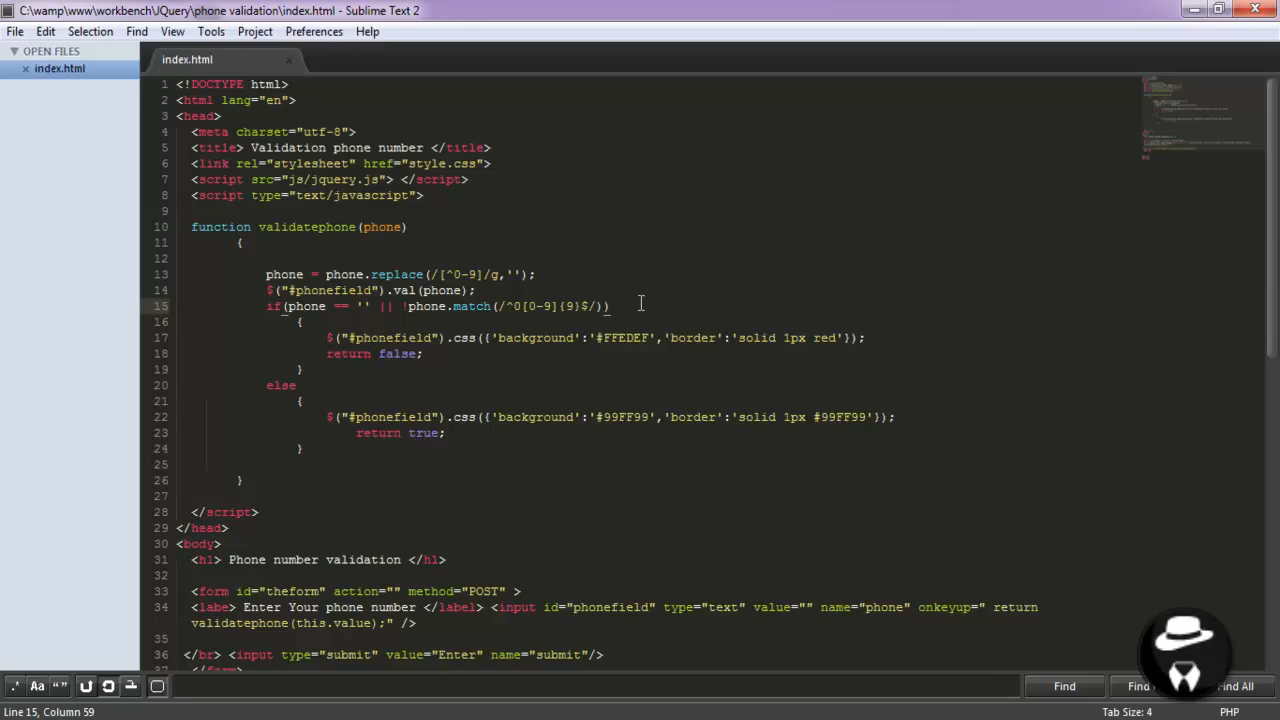 C:\wamp\www\workbench\JQuery\phone validation\index.html - Sublime Text 2
File Edit Selection Find View Tools Project Preferences Help
OPEN FILES
index.html
index.html
1 <!DOCTYPE html>
2 <html lang="en">
3 <head>
4 <meta charset="utf-8">
5 <title> Validation phone number </title>
6 <link rel="stylesheet" href="style.css">
7 <script src="js/jquery.js"> </script>
8 <script type="text/javascript">
9
10 function validatephone(phone)
11 {
12
13 phone = phone.replace(/[^0-9]/g,'');
14 $("#phonefield").val(phone);
15 if(phone == '' || !phone.match(/^0[0-9]{9}$/))
16 {
17 $("#phonefield").css({'background':'#FFEDEF','border':'solid 1px red'});
18 return false;
19 }
20 else
21 {
22 $("#phonefield").css({'background':'#99FF99','border':'solid 1px #99FF99'});
23 return true;
24 }
25
26 }
27
28 </script>
29 </head>
30 <body>
31 <h1> Phone number validation </h1>
32
33 <form id="theform" action="" method="POST" >
34 <labe> Enter Your phone number </label> <input id="phonefield" type="text" value="" name="phone" onkeyup=" return
validatephone(this.value);" />
35
36 </br> <input type="submit" value="Enter" name="submit"/>
37 </form>
.* Aa “ ” Find Find All
Line 15, Column 59 Tab Size: 4 PHP